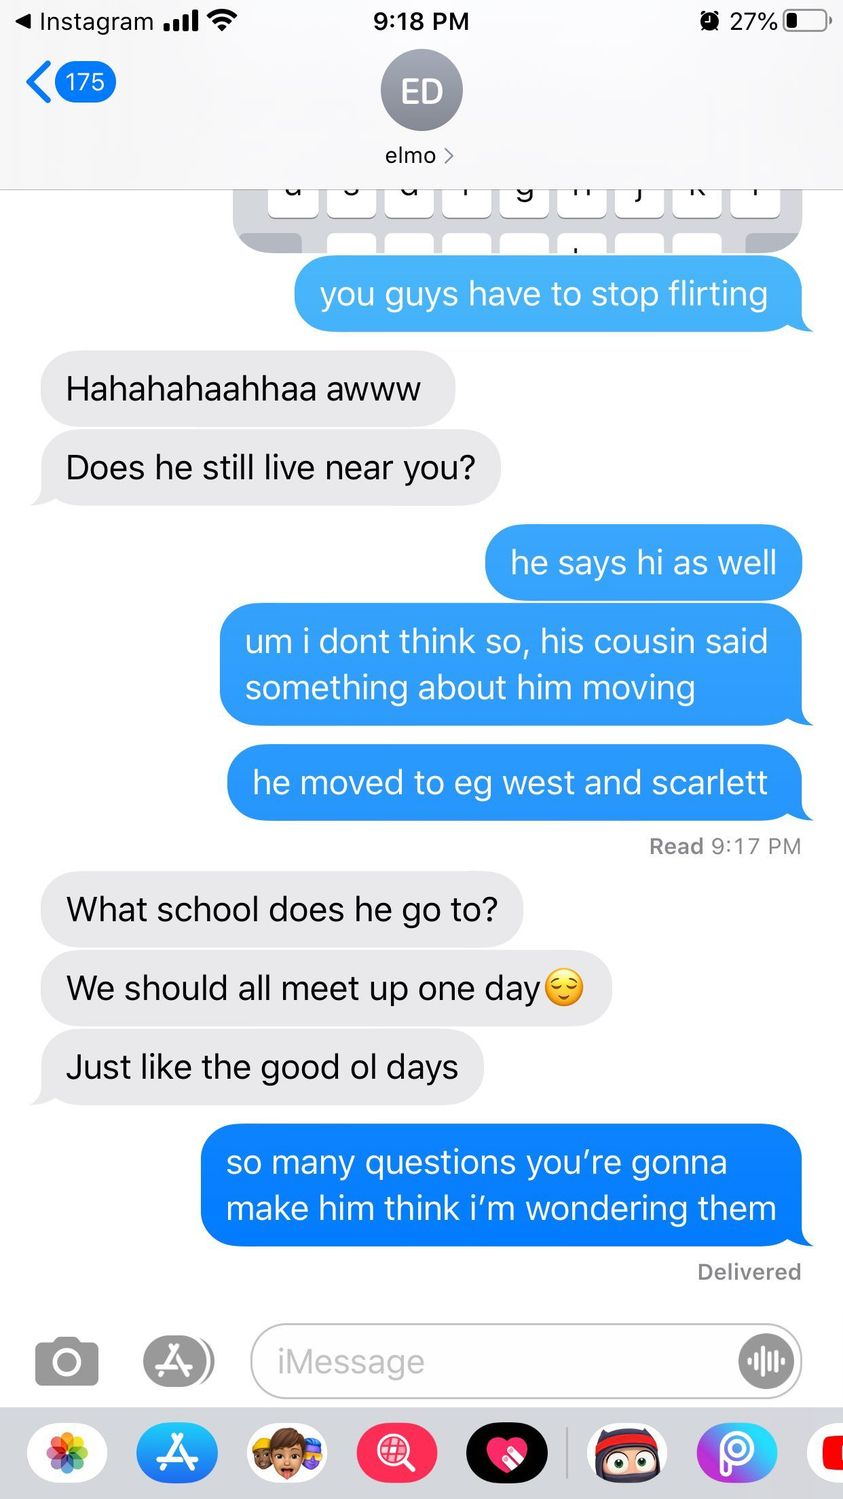 Instagram
9:18 PM
27%
175
ED
elmo
you guys have to stop flirting
Hahahahaahhaa awww
Does he still live near you?
he says hi as well
um i dont think so, his cousin said
something about him moving
he moved to eg west and scarlett
Read 9:17 PM
What school does he go to?
We should all meet up one day😌
Just like the good ol days
so many questions you’re gonna
make him think i’m wondering them
Delivered
iMessage